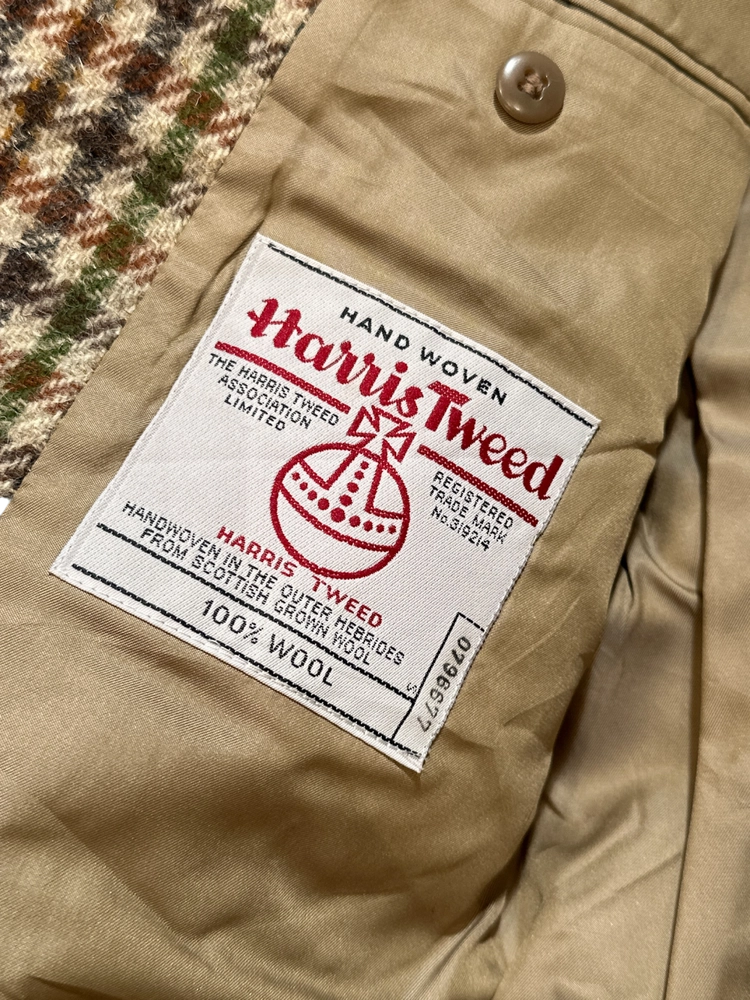 HAND WOVEN
Harris Tweed
THE HARRIS TWEED
ASSOCIATION
LIMITED
REGISTERED
TRADE MARK
No.319214
HARRIS TWEED
HANDWOVEN IN THE OUTER HEBRIDES
FROM SCOTTISH GROWN WOOL
100% WOOL
S
0796677